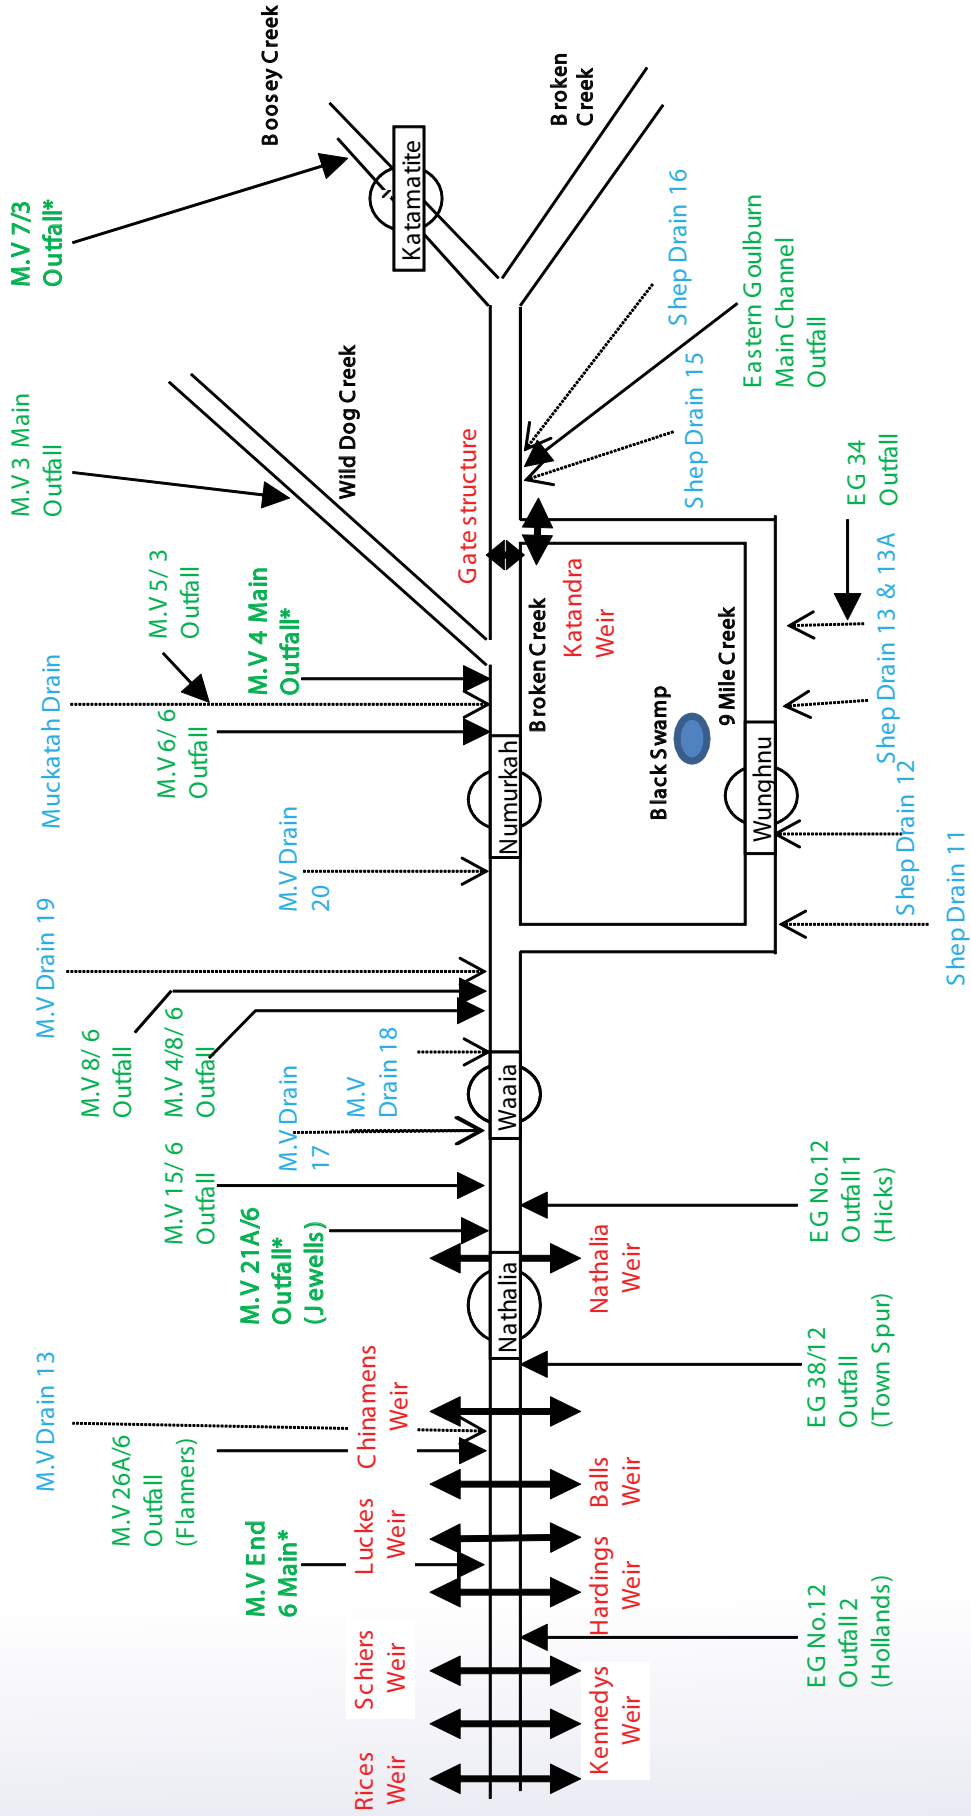 M.V 7/3
Outfall*
Boosey Creek
Katamatite
Broken
Creek
M.V 3 Main
Outfall
Wild Dog Creek
Shep Drain 16
Eastern Goulburn
Main Channel
Outfall
Shep Drain 15
Gate structure
Katandra
Weir
EG 34
Outfall
M.V 5/ 3
Outfall
M.V 4 Main
Outfall*
Broken Creek
Shep Drain 13 & 13A
Muckatah Drain
M.V 6/ 6
Outfall
Numurkah
Black Swamp
9 Mile Creek
Wunghnu
Shep Drain 12
Shep Drain 11
M.V Drain
20
M.V Drain 19
M.V 8/ 6
Outfall
M.V 4/8/ 6
Outfall
M.V
Drain 18
Waaia
M.V Drain
17
M.V 15/ 6
Outfall
M.V 21A/6
Outfall*
(Jewells)
Nathalia
Nathalia
Weir
EG No.12
Outfall 1
(Hicks)
M.V Drain 13
EG 38/12
Outfall
(Town Spur)
M.V 26A/6
Outfall
(Flanners)
Chinamens
Weir
Balls
Weir
Luckes
Weir
M.V End
6 Main*
Hardings
Weir
EG No.12
Outfall 2
(Hollands)
Schiers
Weir
Kennedys
Weir
Rices
Weir